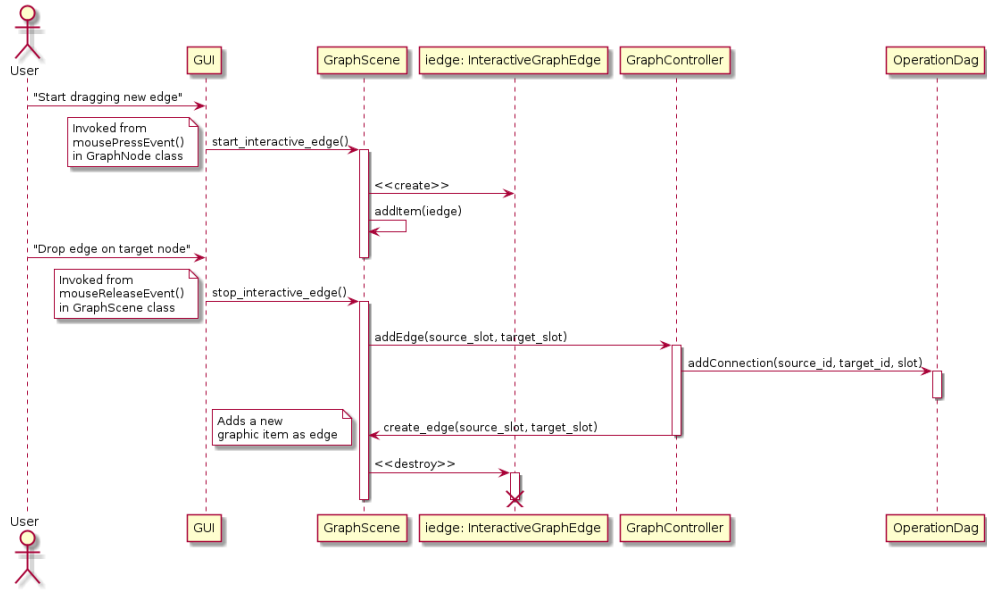 User
GUI
GraphScene
iedge: InteractiveGraphEdge
GraphController
OperationDag
"Start dragging new edge"
Invoked from
mousePressEvent()
in GraphNode class
start_interactive_edge()
<<create>>
addItem(iedge)
"Drop edge on target node"
Invoked from
mouseReleaseEvent()
in GraphScene class
stop_interactive_edge()
addEdge(source_slot, target_slot)
addConnection(source_id, target_id, slot)
Adds a new
graphic item as edge
create_edge(source_slot, target_slot)
<<destroy>>
User
GUI
GraphScene
iedge: InteractiveGraphEdge
GraphController
OperationDag